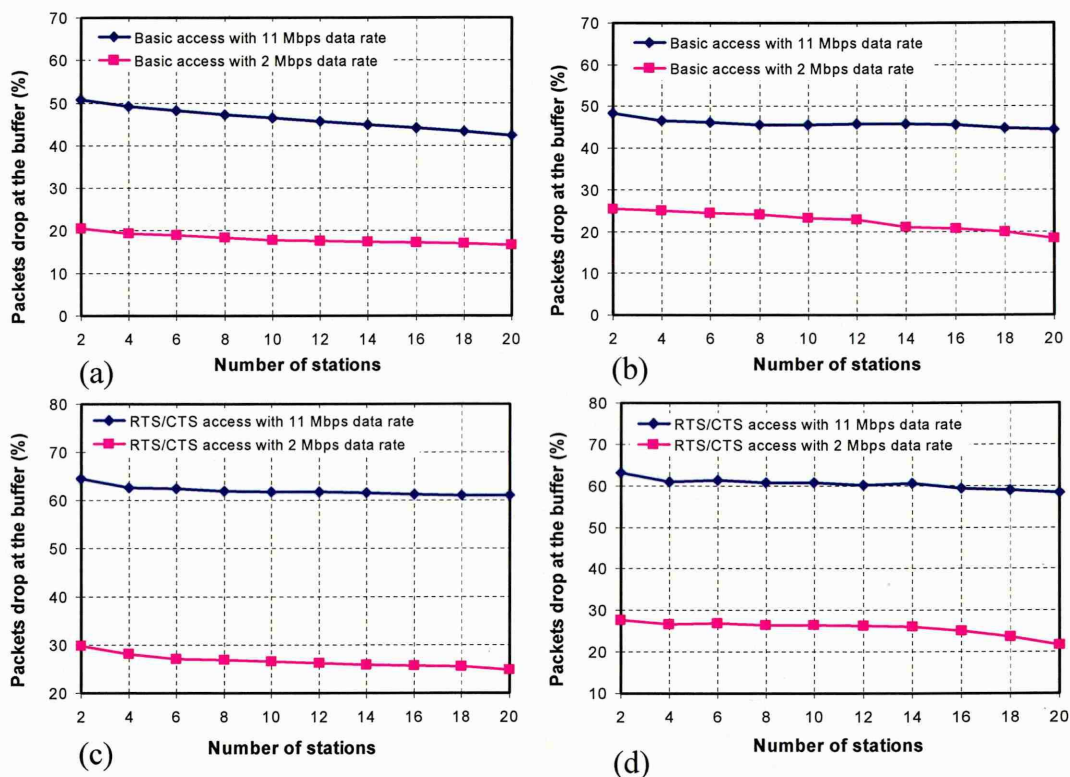 Packets drop at the buffer (%)
70
60
50
40
30
20
10
0
Basic access with 11 Mbps data rate
Basic access with 2 Mbps data rate
2 4 6 8 10 12 14 16 18 20
Number of stations
(a)
Packets drop at the buffer (%)
70
60
50
40
30
20
10
0
Basic access with 11 Mbps data rate
Basic access with 2 Mbps data rate
2 4 6 8 10 12 14 16 18 20
Number of stations
(b)
Packets drop at the buffer (%)
80
70
60
50
40
30
20
RTS/CTS access with 11 Mbps data rate
RTS/CTS access with 2 Mbps data rate
2 4 6 8 10 12 14 16 18 20
Number of stations
(c)
Packets drop at the buffer (%)
80
70
60
50
40
30
20
10
RTS/CTS access with 11 Mbps data rate
RTS/CTS access with 2 Mbps data rate
2 4 6 8 10 12 14 16 18 20
Number of stations
(d)